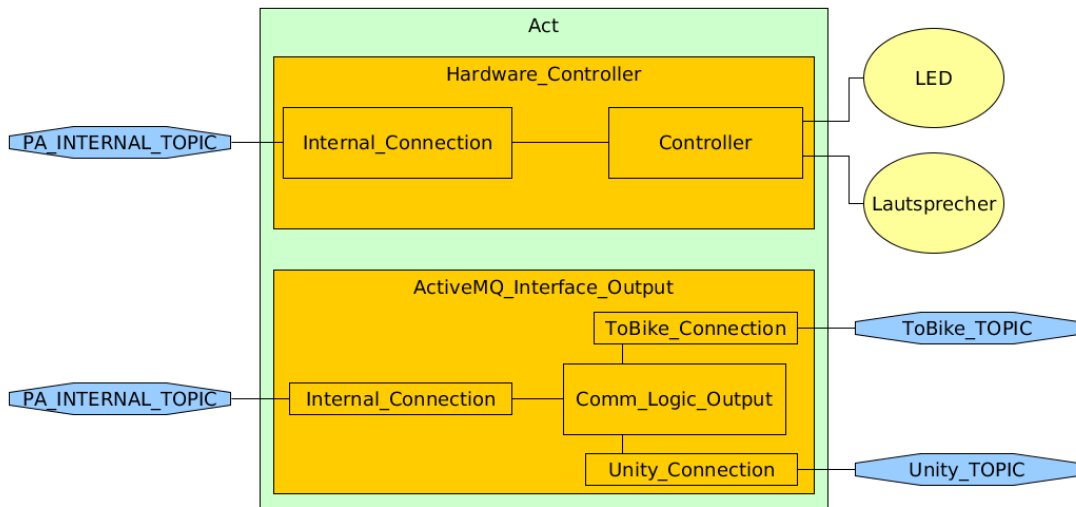 Act
Hardware_Controller
LED
PA_INTERNAL_TOPIC
Internal_Connection
Controller
Lautsprecher
ActiveMQ_Interface_Output
ToBike_Connection
ToBike_TOPIC
PA_INTERNAL_TOPIC
Internal_Connection
Comm_Logic_Output
Unity_Connection
Unity_TOPIC